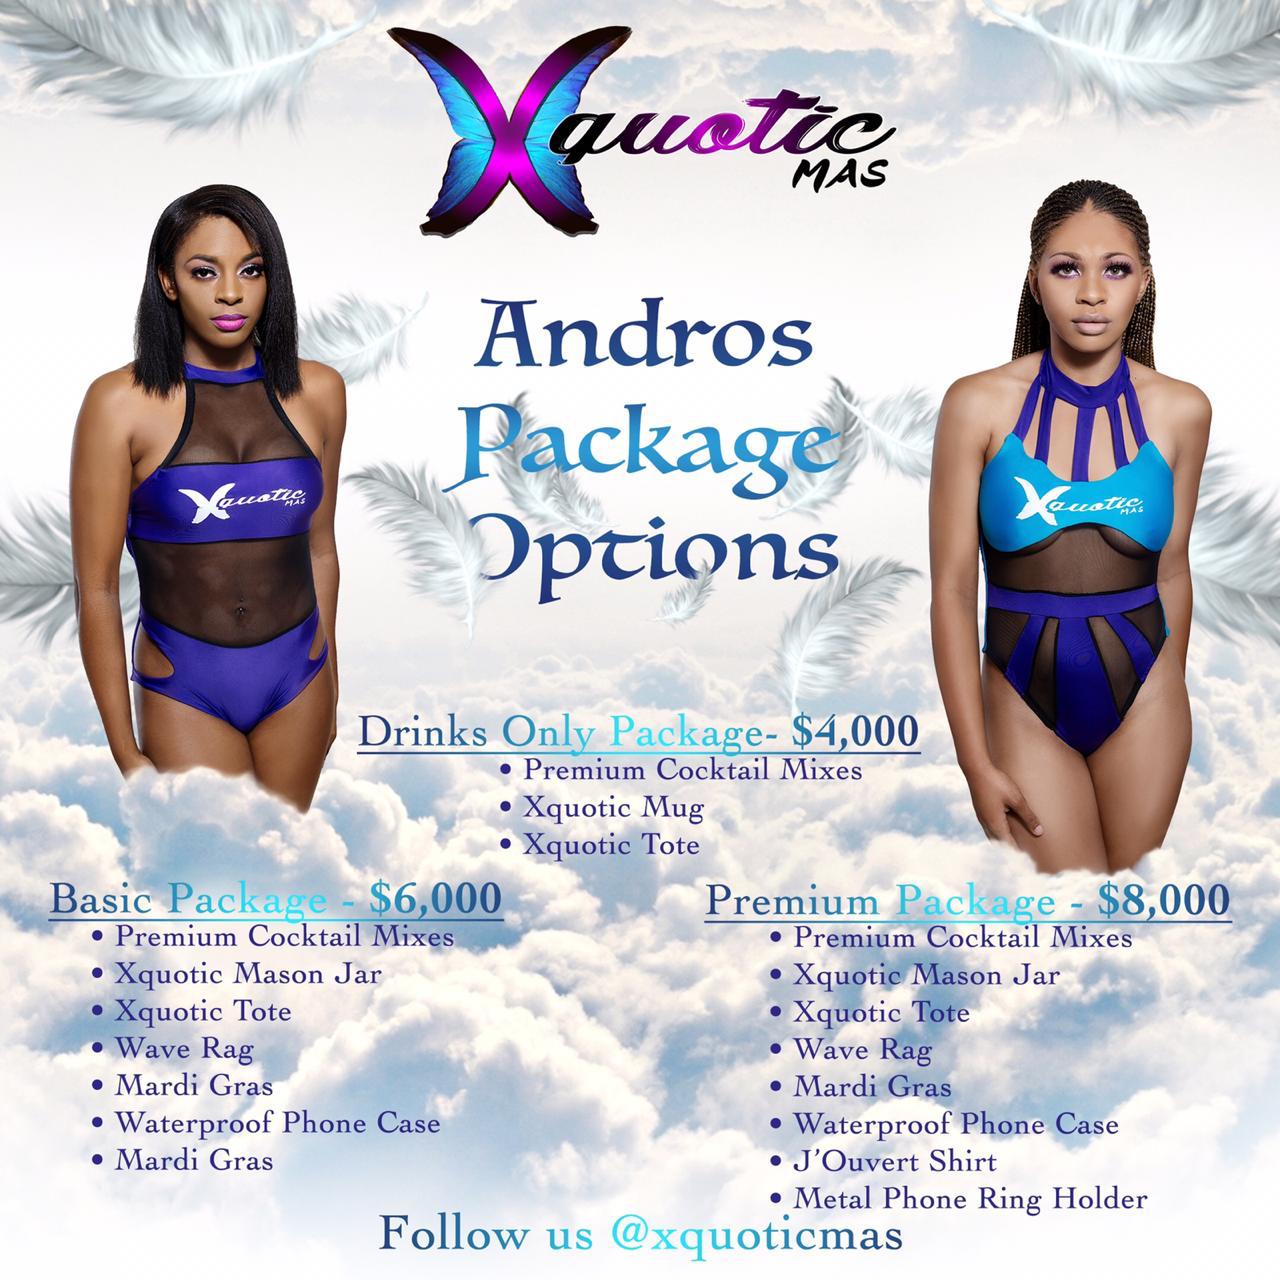 Xquotic
MAS
Andros
Package
Options
Xquotic
MAS
Xquotic
MAS
Drinks Only Package- $4,000
• Premium Cocktail Mixes
• Xquotic Mug
• Xquotic Tote
Basic Package - $6,000
• Premium Cocktail Mixes
• Xquotic Mason Jar
• Xquotic Tote
• Wave Rag
• Mardi Gras
• Waterproof Phone Case
• Mardi Gras
Premium Package - $8,000
• Premium Cocktail Mixes
• Xquotic Mason Jar
• Xquotic Tote
• Wave Rag
• Mardi Gras
• Waterproof Phone Case
• J'Ouvert Shirt
• Metal Phone Ring Holder
Follow us @xquoticmas